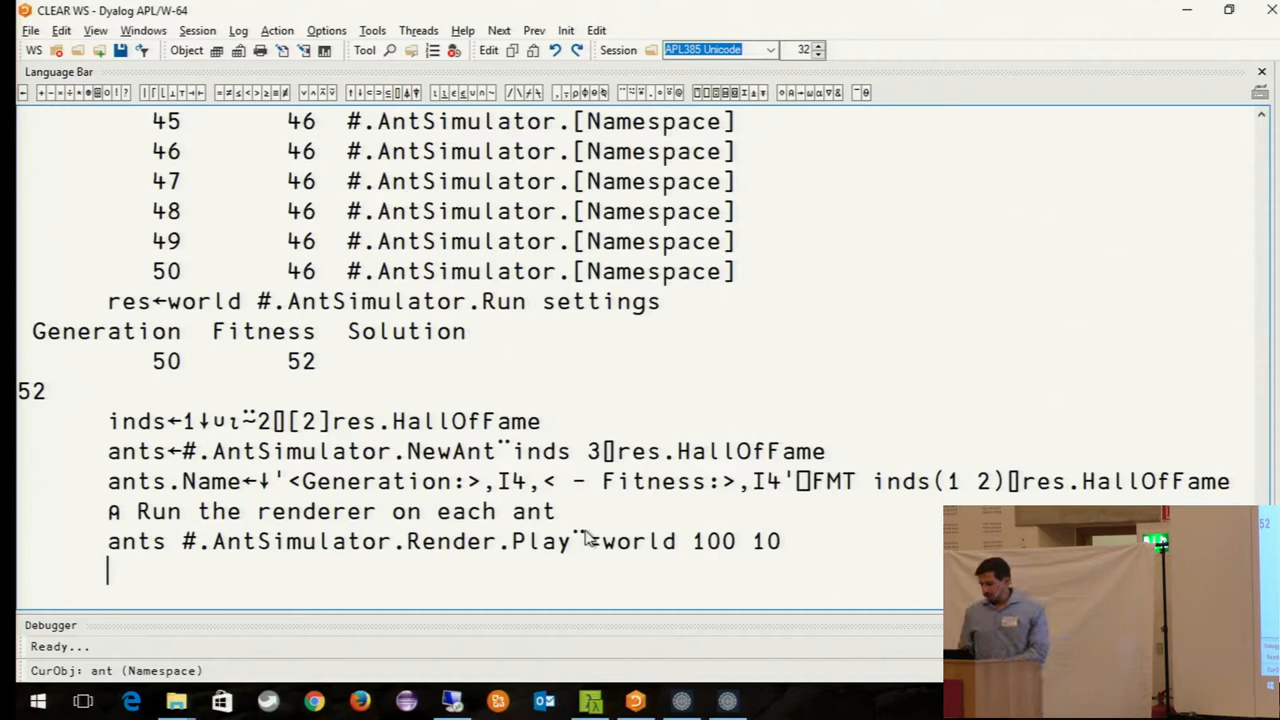 CLEAR WS - Dyalog APL/W-64
File Edit View Windows Session Log Action Options Tools Threads Help Next Prev Init Edit
WS Object Tool Edit Session APL385 Unicode 32
Language Bar
45 46 #.AntSimulator.[Namespace]
46 46 #.AntSimulator.[Namespace]
47 46 #.AntSimulator.[Namespace]
48 46 #.AntSimulator.[Namespace]
49 46 #.AntSimulator.[Namespace]
50 46 #.AntSimulator.[Namespace]
res←world #.AntSimulator.Run settings
Generation Fitness Solution
50 52
52
inds←1↓∪⍳⍨2⌷[2]res.HallOfFame
ants←#.AntSimulator.NewAnt¨inds 3⌷res.HallOfFame
ants.Name←↓'<Generation:>,I4,< - Fitness:>,I4'⎕FMT inds(1 2)⌷res.HallOfFame
⍝ Run the renderer on each ant
ants #.AntSimulator.Render.Play¨⊂world 100 10
Debugger
Ready...
CurObj: ant (Namespace)